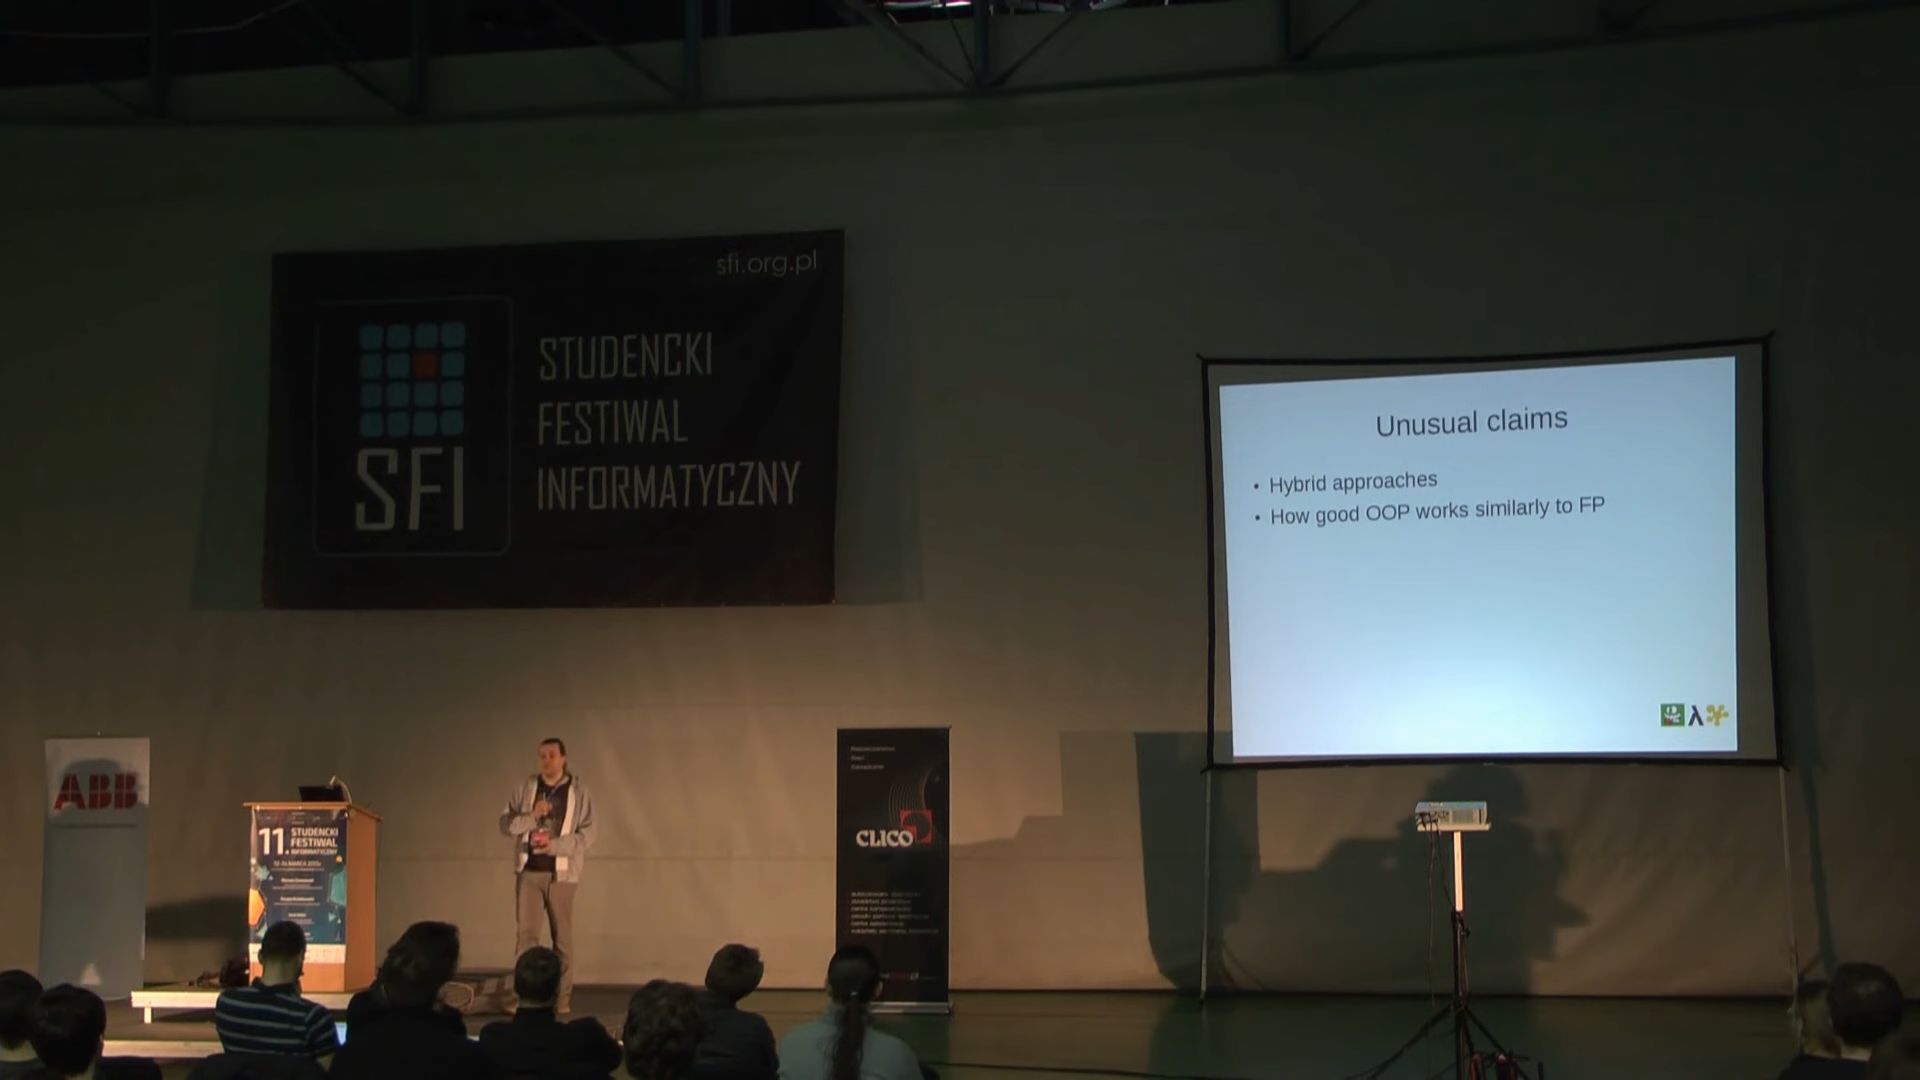 sfi.org.pl
STUDENCKI
FESTIWAL
INFORMATYCZNY
SFI
Unusual claims
• Hybrid approaches
• How good OOP works similarly to FP
λ
ABB
11.
STUDENCKI
FESTIWAL
INFORMATYCZNY
CLICO